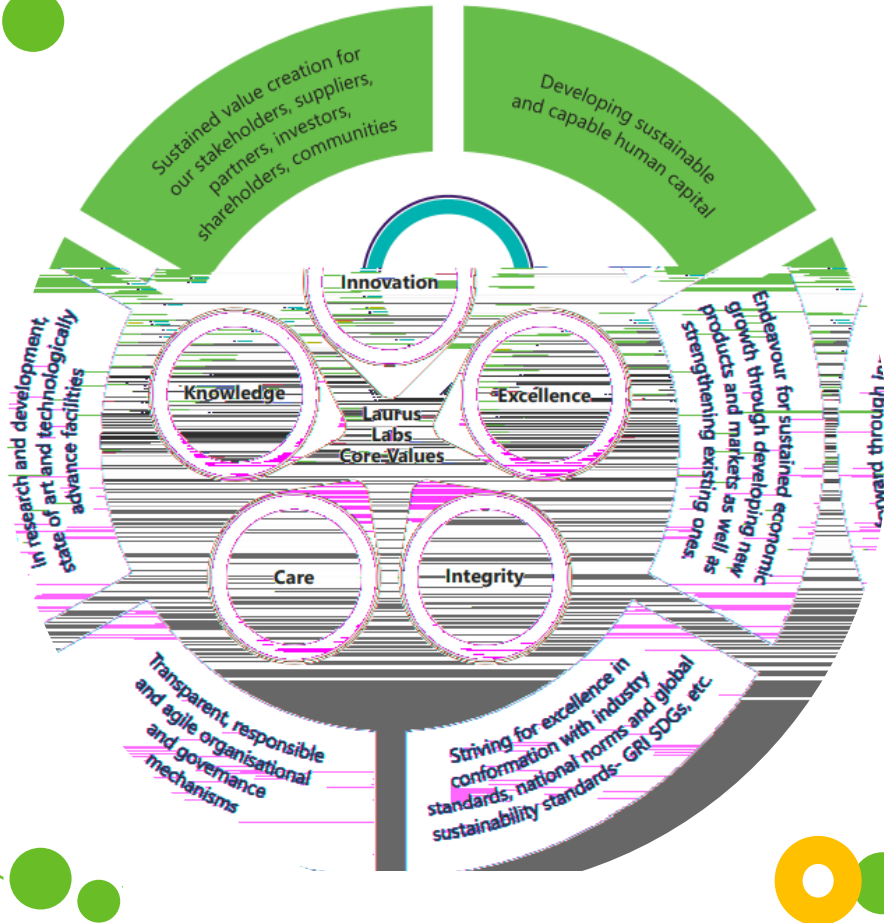 Sustained value creation for
our stakeholders, suppliers,
partners, investors,
shareholders, communities
Developing sustainable
and capable human capital
Innovation
Knowledge
Excellence
Laurus
Labs
Core Values
Care
Integrity
in research and development,
state of art and technologically
advance facilities
Endeavour for sustained economic
growth through developing new
products and markets as well as
strengthening existing ones.
forward through
Transparent, responsible
and agile organisational
and governance
mechanisms
Striving for excellence in
conformation with industry
standards, national norms and global
sustainability standards- GRI SDGs, etc.